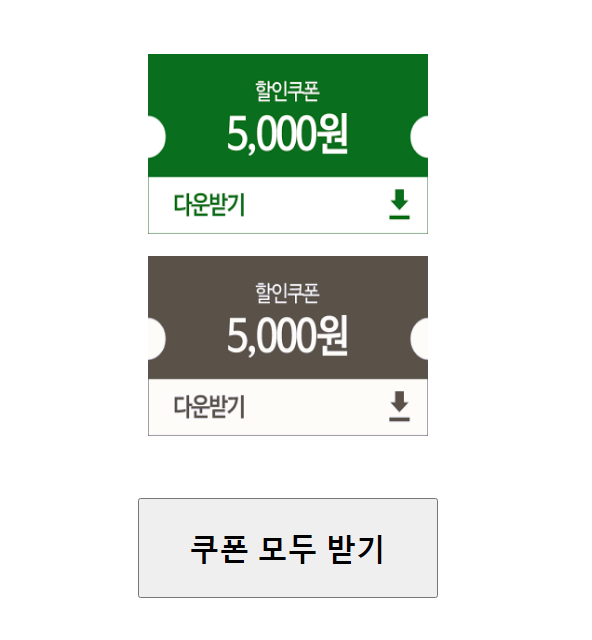 할인쿠폰
5,000원
다운받기
할인쿠폰
5,000원
다운받기
쿠폰 모두 받기